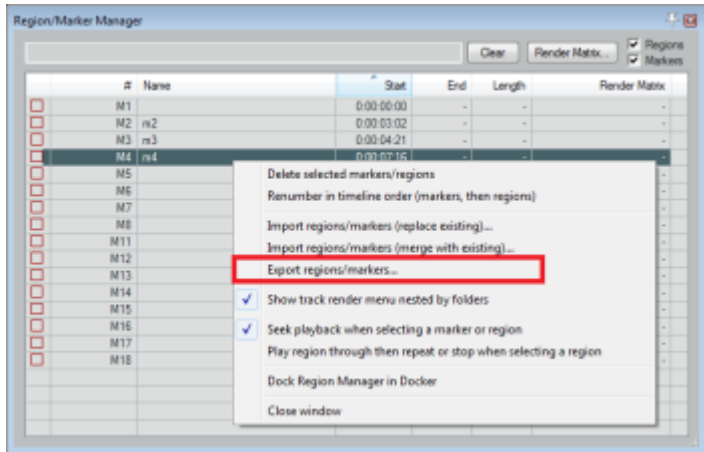 Region/Marker Manager
Clear Render Matrix... Regions
Markers
# Name Start End Length Render Matrix
M1 0:00:00:00 - - -
M2 m2 0:00:03:02 - - -
M3 m3 0:00:04:21 - - -
M4 m4 0:00:07:16 - - -
M5 Delete selected markers/regions -
M6 Renumber in timeline order (markers, then regions) -
M7 -
M8 Import regions/markers (replace existing)... -
M11 Import regions/markers (merge with existing)... -
M12 Export regions/markers... -
M13 -
M14 Show track render menu nested by folders -
M15 -
M16 Seek playback when selecting a marker or region -
M17 Play region through then repeat or stop when selecting a region -
M18 -
Dock Region Manager in Docker
Close window